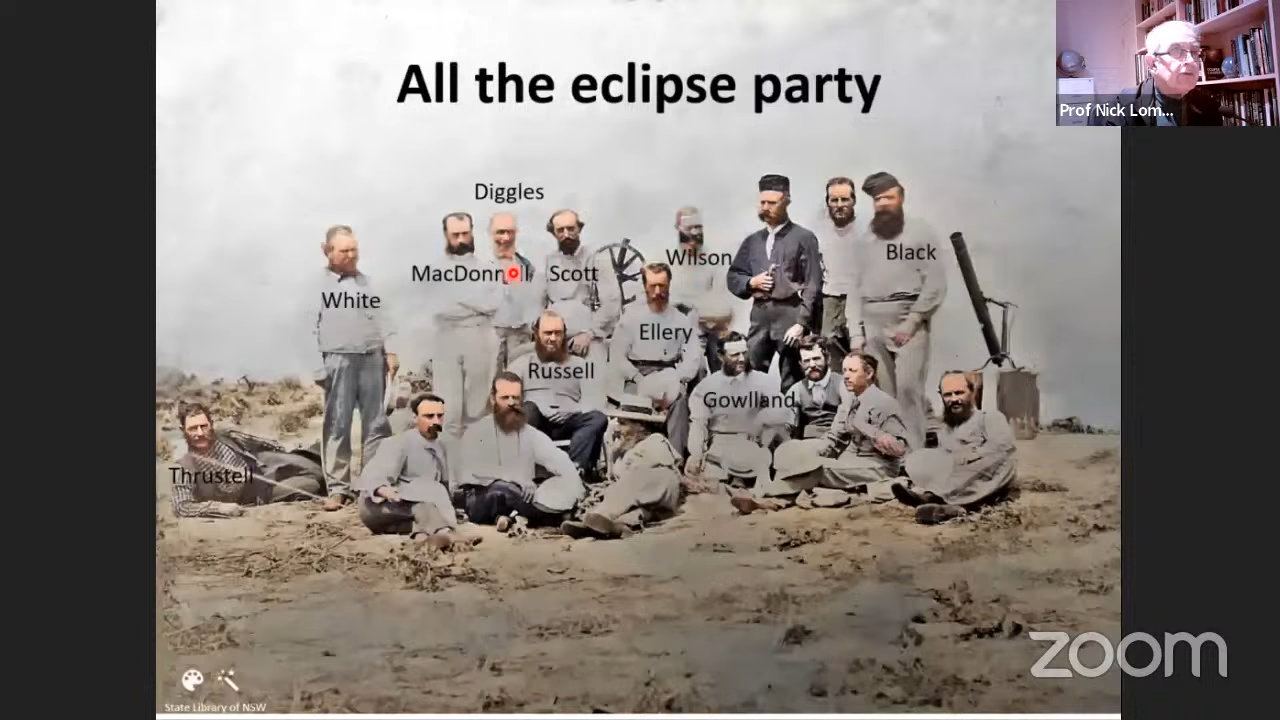 All the eclipse party
Prof Nick Lom...
Diggles
MacDonnell
Scott
Wilson
Black
White
Ellery
Russell
Gowlland
Thrustell
zoom
State Library of NSW